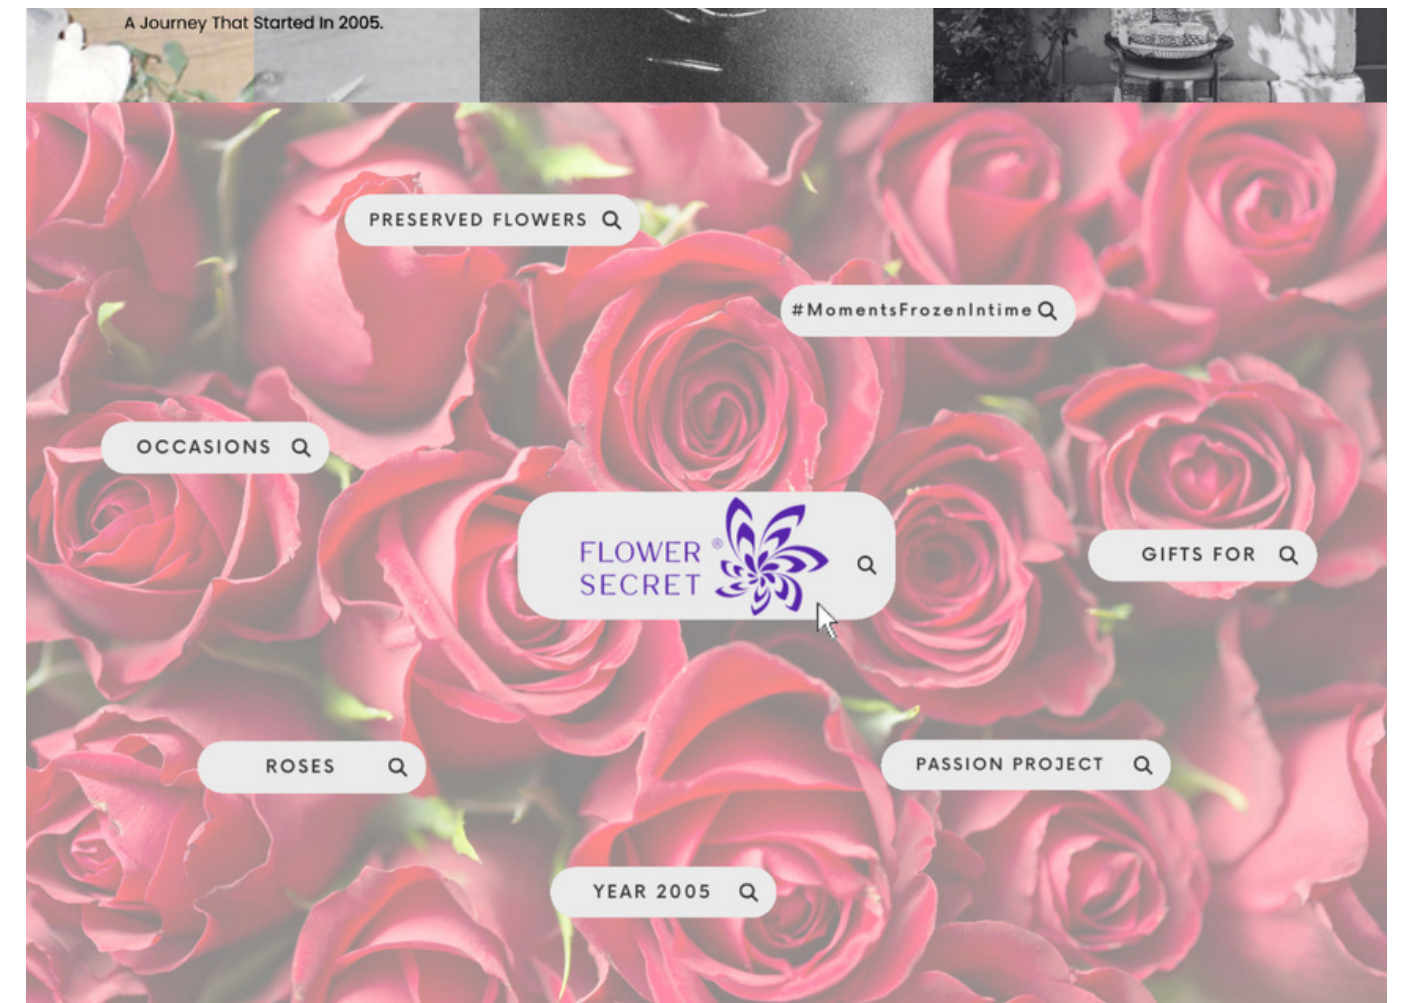 A Journey That Started In 2005.
PRESERVED FLOWERS
#MomentsFrozenIntime
OCCASIONS
FLOWER ®
SECRET
GIFTS FOR
ROSES
PASSION PROJECT
YEAR 2005